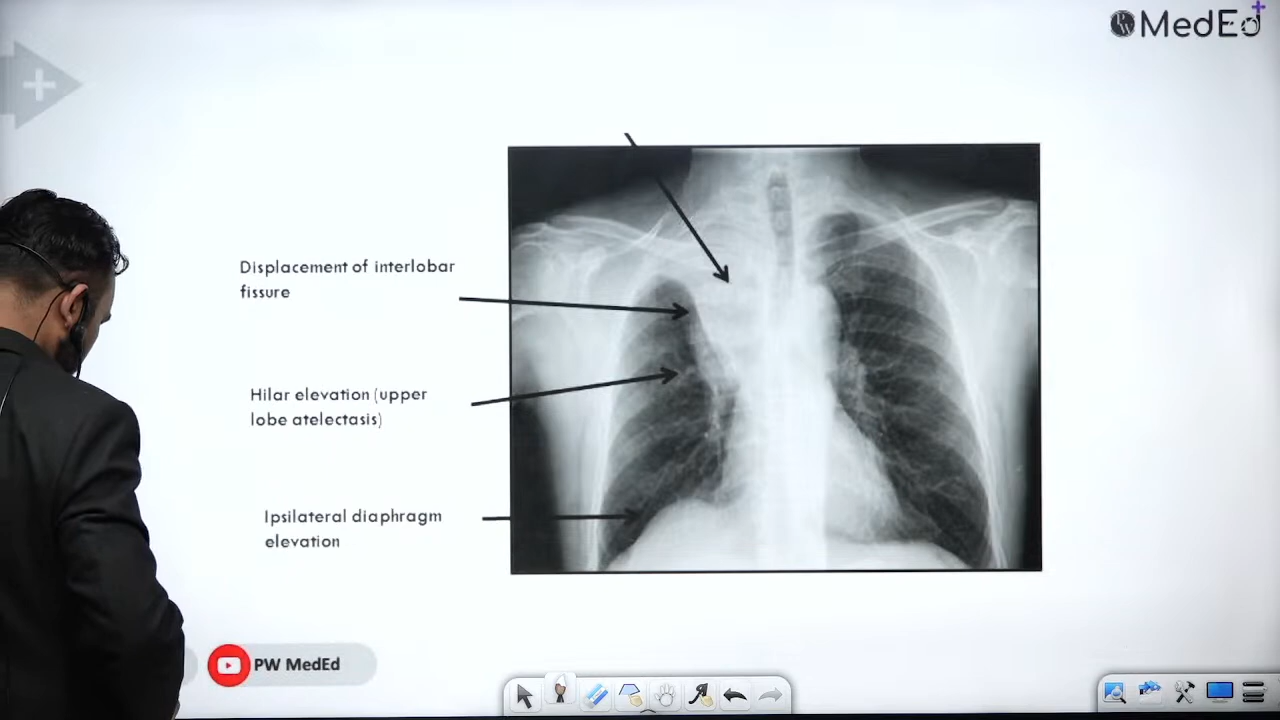 MedEd
Displacement of interlobar
fissure
Hilar elevation (upper
lobe atelectasis)
Ipsilateral diaphragm
elevation
PW MedEd